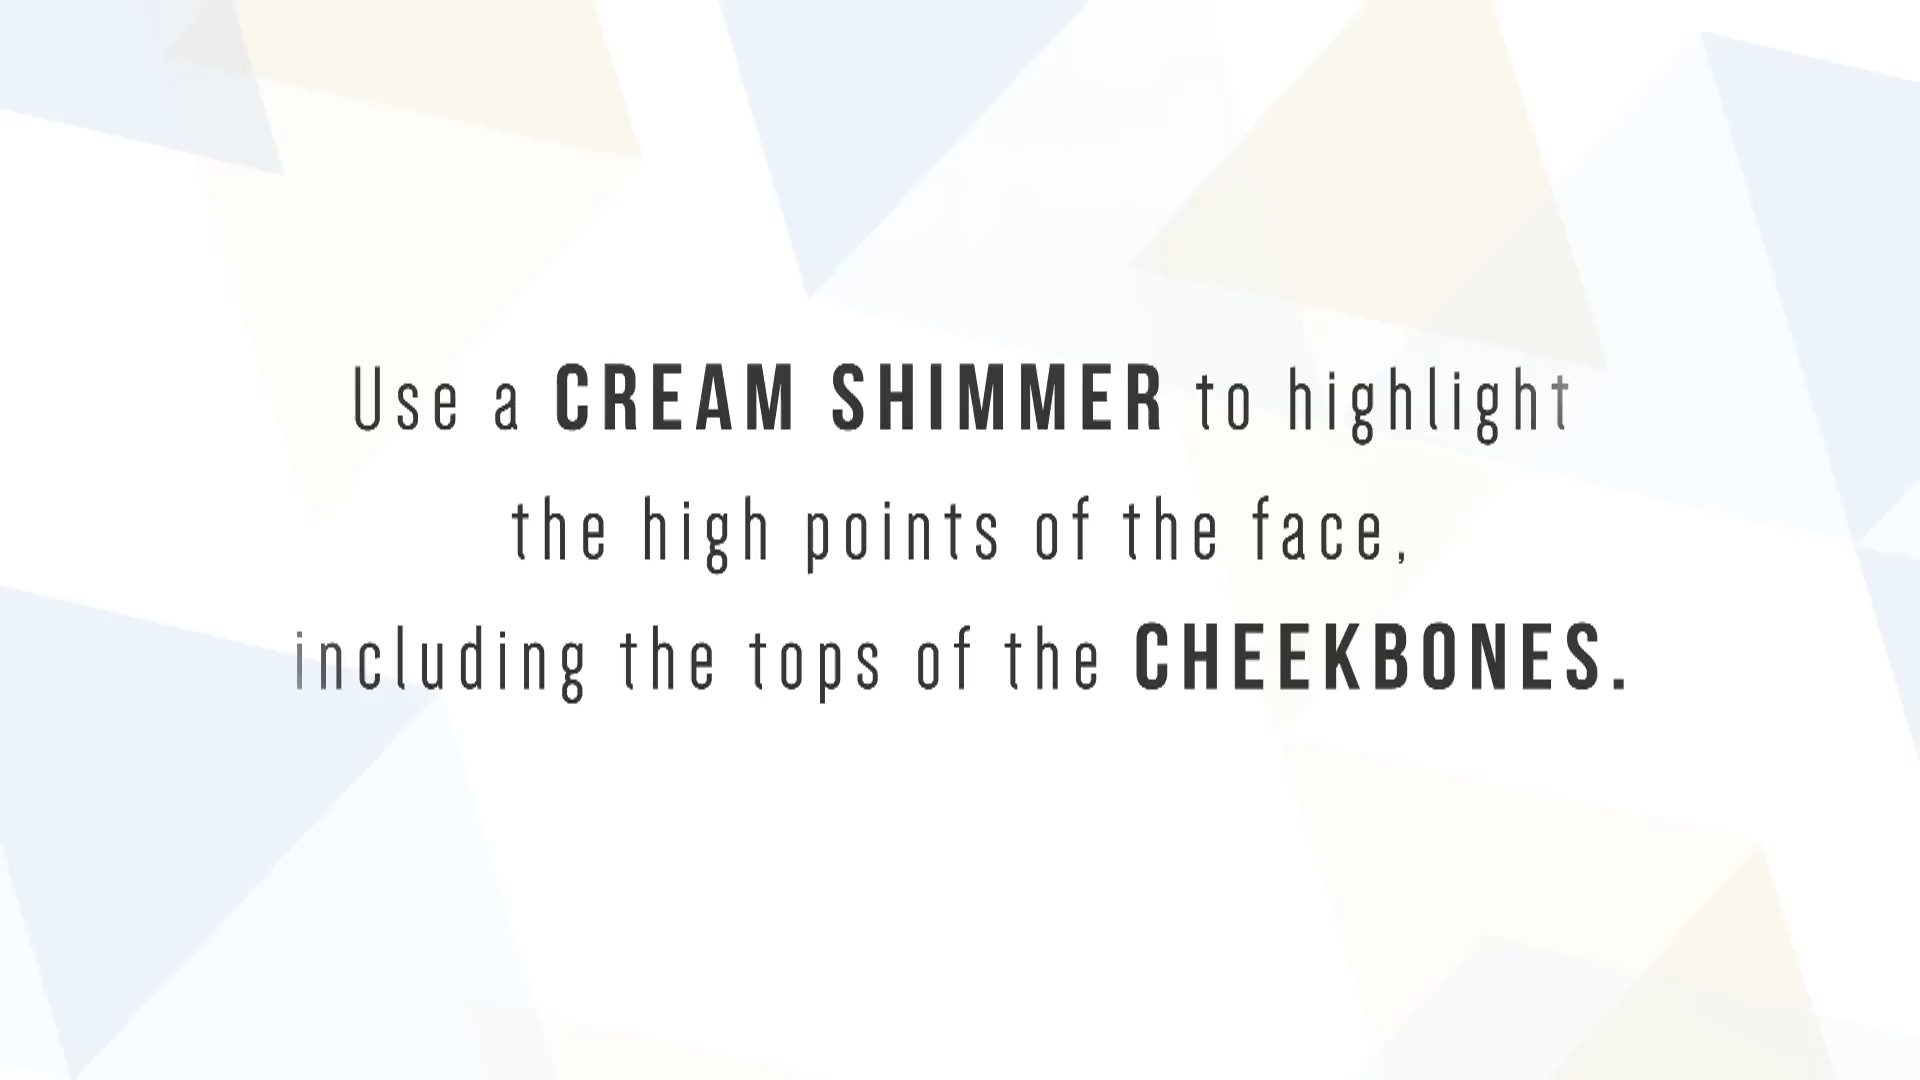 Use a CREAM SHIMMER to highlight
the high points of the face,
including the tops of the CHEEKBONES.